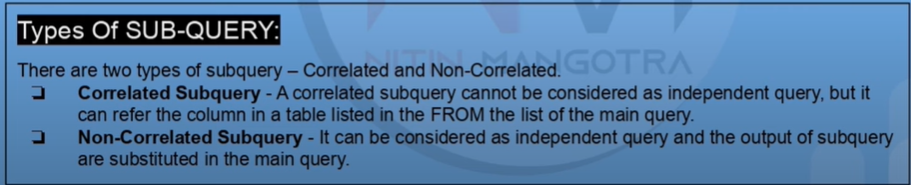 Types Of SUB-QUERY:
NITIN MANGOTRA
There are two types of subquery – Correlated and Non-Correlated.
❑ Correlated Subquery - A correlated subquery cannot be considered as independent query, but it
can refer the column in a table listed in the FROM the list of the main query.
❑ Non-Correlated Subquery - It can be considered as independent query and the output of subquery
are substituted in the main query.